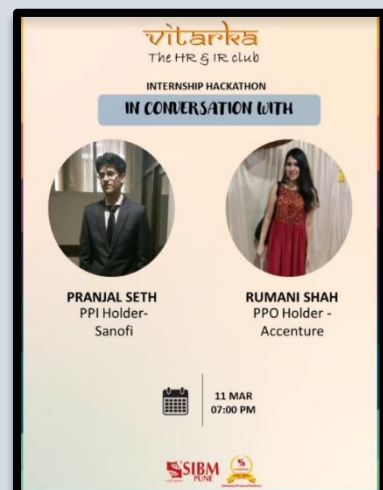 vitarka
The HR & IR club
INTERNSHIP HACKATHON
IN CONVERSATION WITH
PRANJAL SETH
PPI Holder-
Sanofi
RUMANI SHAH
PPO Holder -
Accenture
11 MAR
07:00 PM
SIBM
PUNE